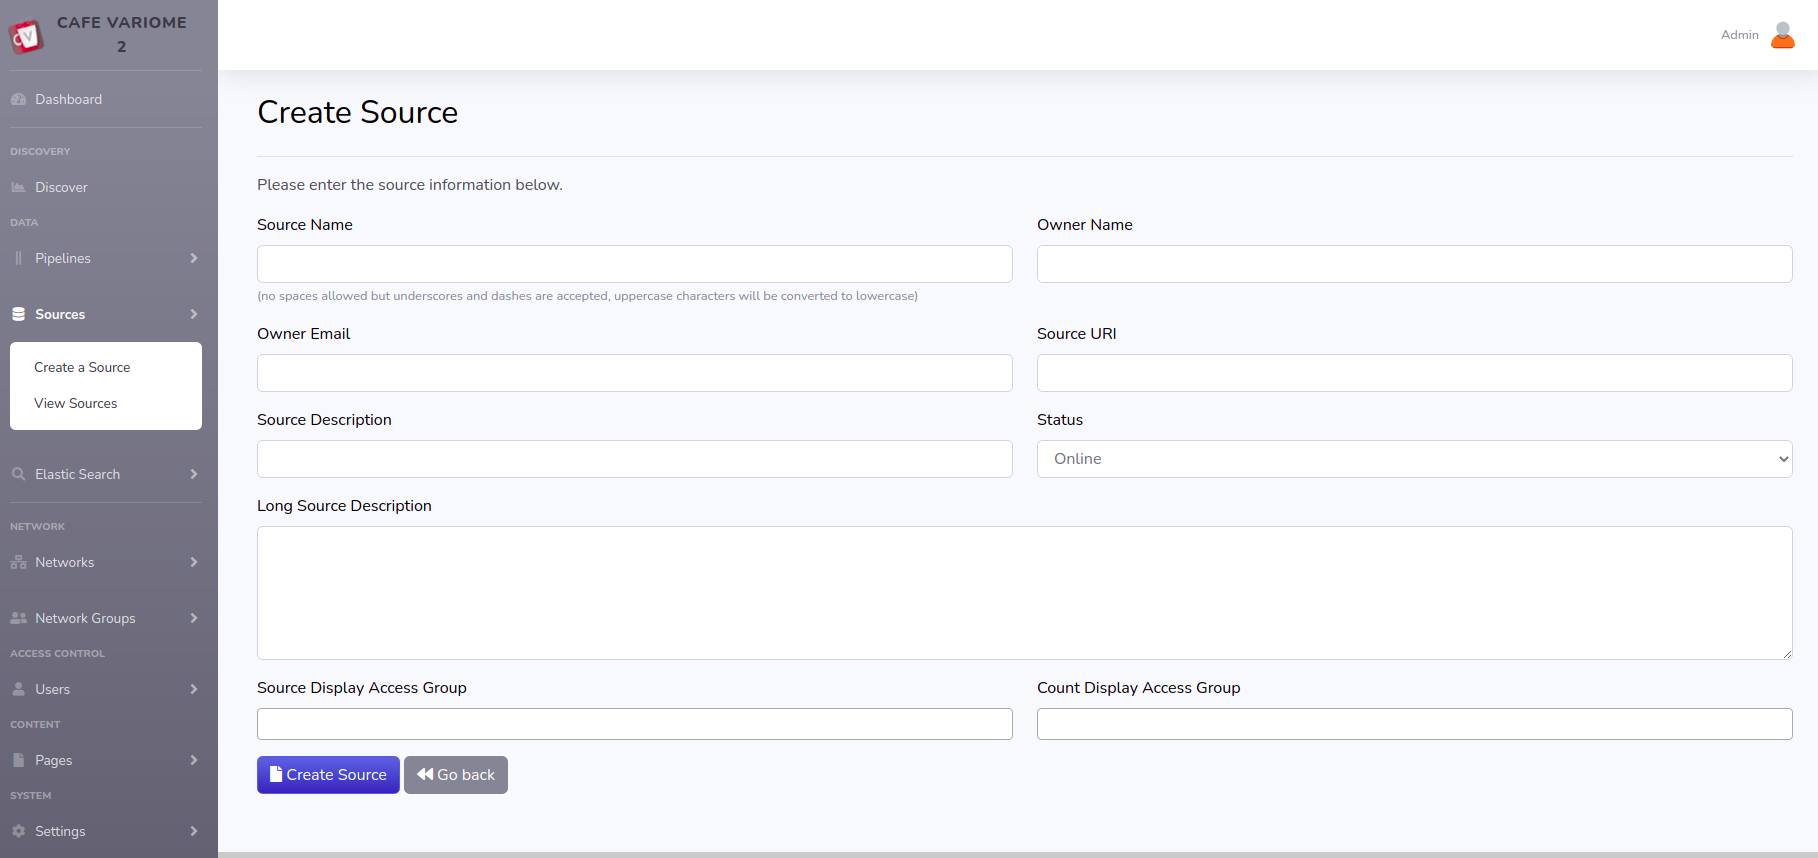 CAFE VARIOME
2
Admin
Dashboard
DISCOVERY
Discover
DATA
Pipelines
Sources
Create a Source
View Sources
Elastic Search
NETWORK
Networks
Network Groups
ACCESS CONTROL
Users
CONTENT
Pages
SYSTEM
Settings
Create Source
Please enter the source information below.
Source Name
Owner Name
(no spaces allowed but underscores and dashes are accepted, uppercase characters will be converted to lowercase)
Owner Email
Source URI
Source Description
Status
Online
Long Source Description
Source Display Access Group
Count Display Access Group
Create Source
Go back